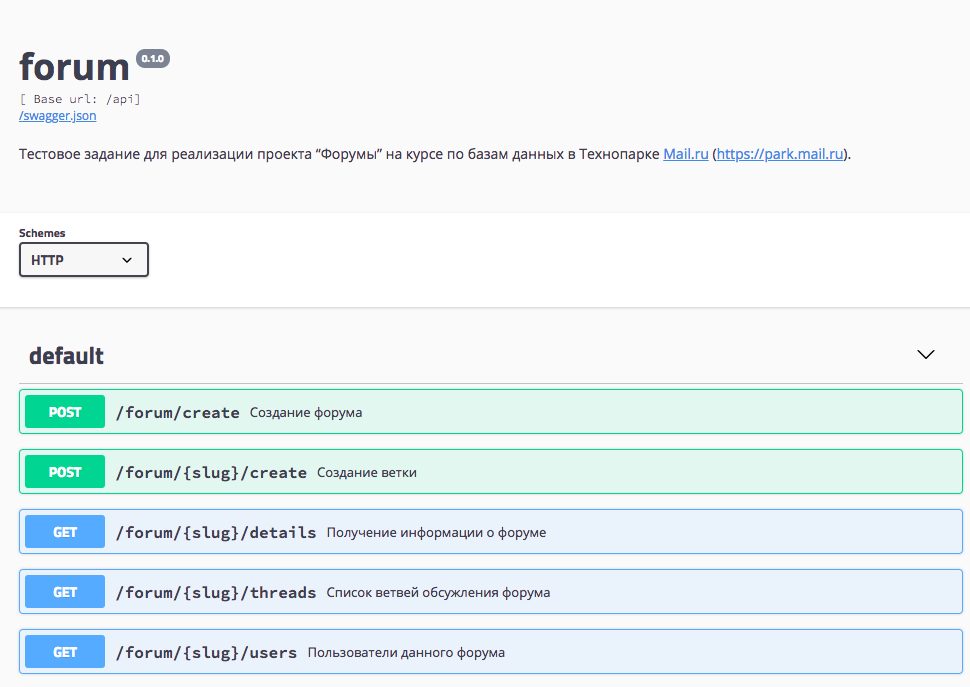 forum 0.1.0
[ Base url: /api]
/swagger.json
Тестовое задание для реализации проекта “Форумы” на курсе по базам данных в Технопарке Mail.ru (https://park.mail.ru).
Schemes
HTTP
default
POST /forum/create Создание форума
POST /forum/{slug}/create Создание ветки
GET /forum/{slug}/details Получение информации о форуме
GET /forum/{slug}/threads Список ветвей обсужления форума
GET /forum/{slug}/users Пользователи данного форума